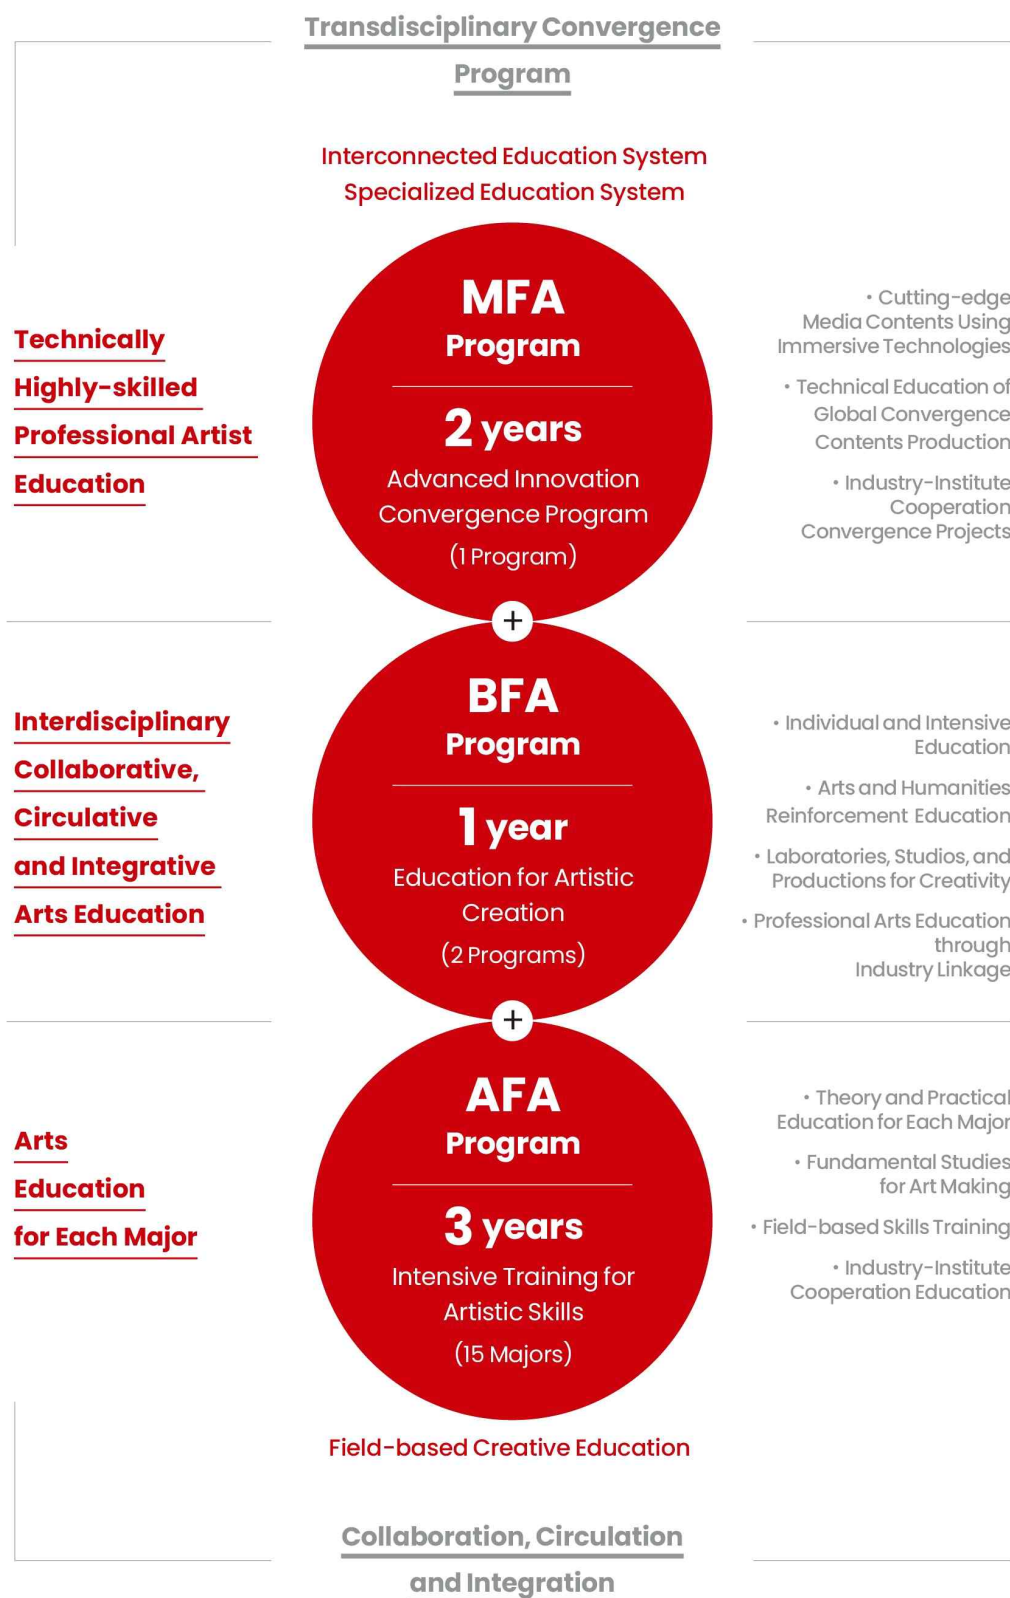 Transdisciplinary Convergence
Program
Interconnected Education System
Specialized Education System
Technically
Highly-skilled
Professional Artist
Education
MFA
Program
2 years
Advanced Innovation
Convergence Program
(1 Program)
• Cutting-edge
Media Contents Using
Immersive Technologies
• Technical Education of
Global Convergence
Contents Production
• Industry-Institute
Cooperation
Convergence Projects
+
Interdisciplinary
Collaborative,
Circulative
and Integrative
Arts Education
BFA
Program
1 year
Education for Artistic
Creation
(2 Programs)
• Individual and Intensive
Education
• Arts and Humanities
Reinforcement Education
• Laboratories, Studios, and
Productions for Creativity
• Professional Arts Education
through
Industry Linkage
+
Arts
Education
for Each Major
AFA
Program
3 years
Intensive Training for
Artistic Skills
(15 Majors)
• Theory and Practical
Education for Each Major
• Fundamental Studies
for Art Making
• Field-based Skills Training
• Industry-Institute
Cooperation Education
Field-based Creative Education
Collaboration, Circulation
and Integration